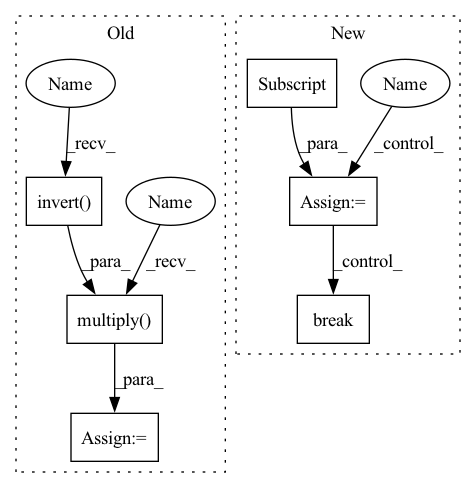 Old
New
Name
Subscript
Name
_recv_
_para_
_control_
invert()
Name
Assign:=
_para_
_recv_
_control_
multiply()
break
_para_
Assign:=